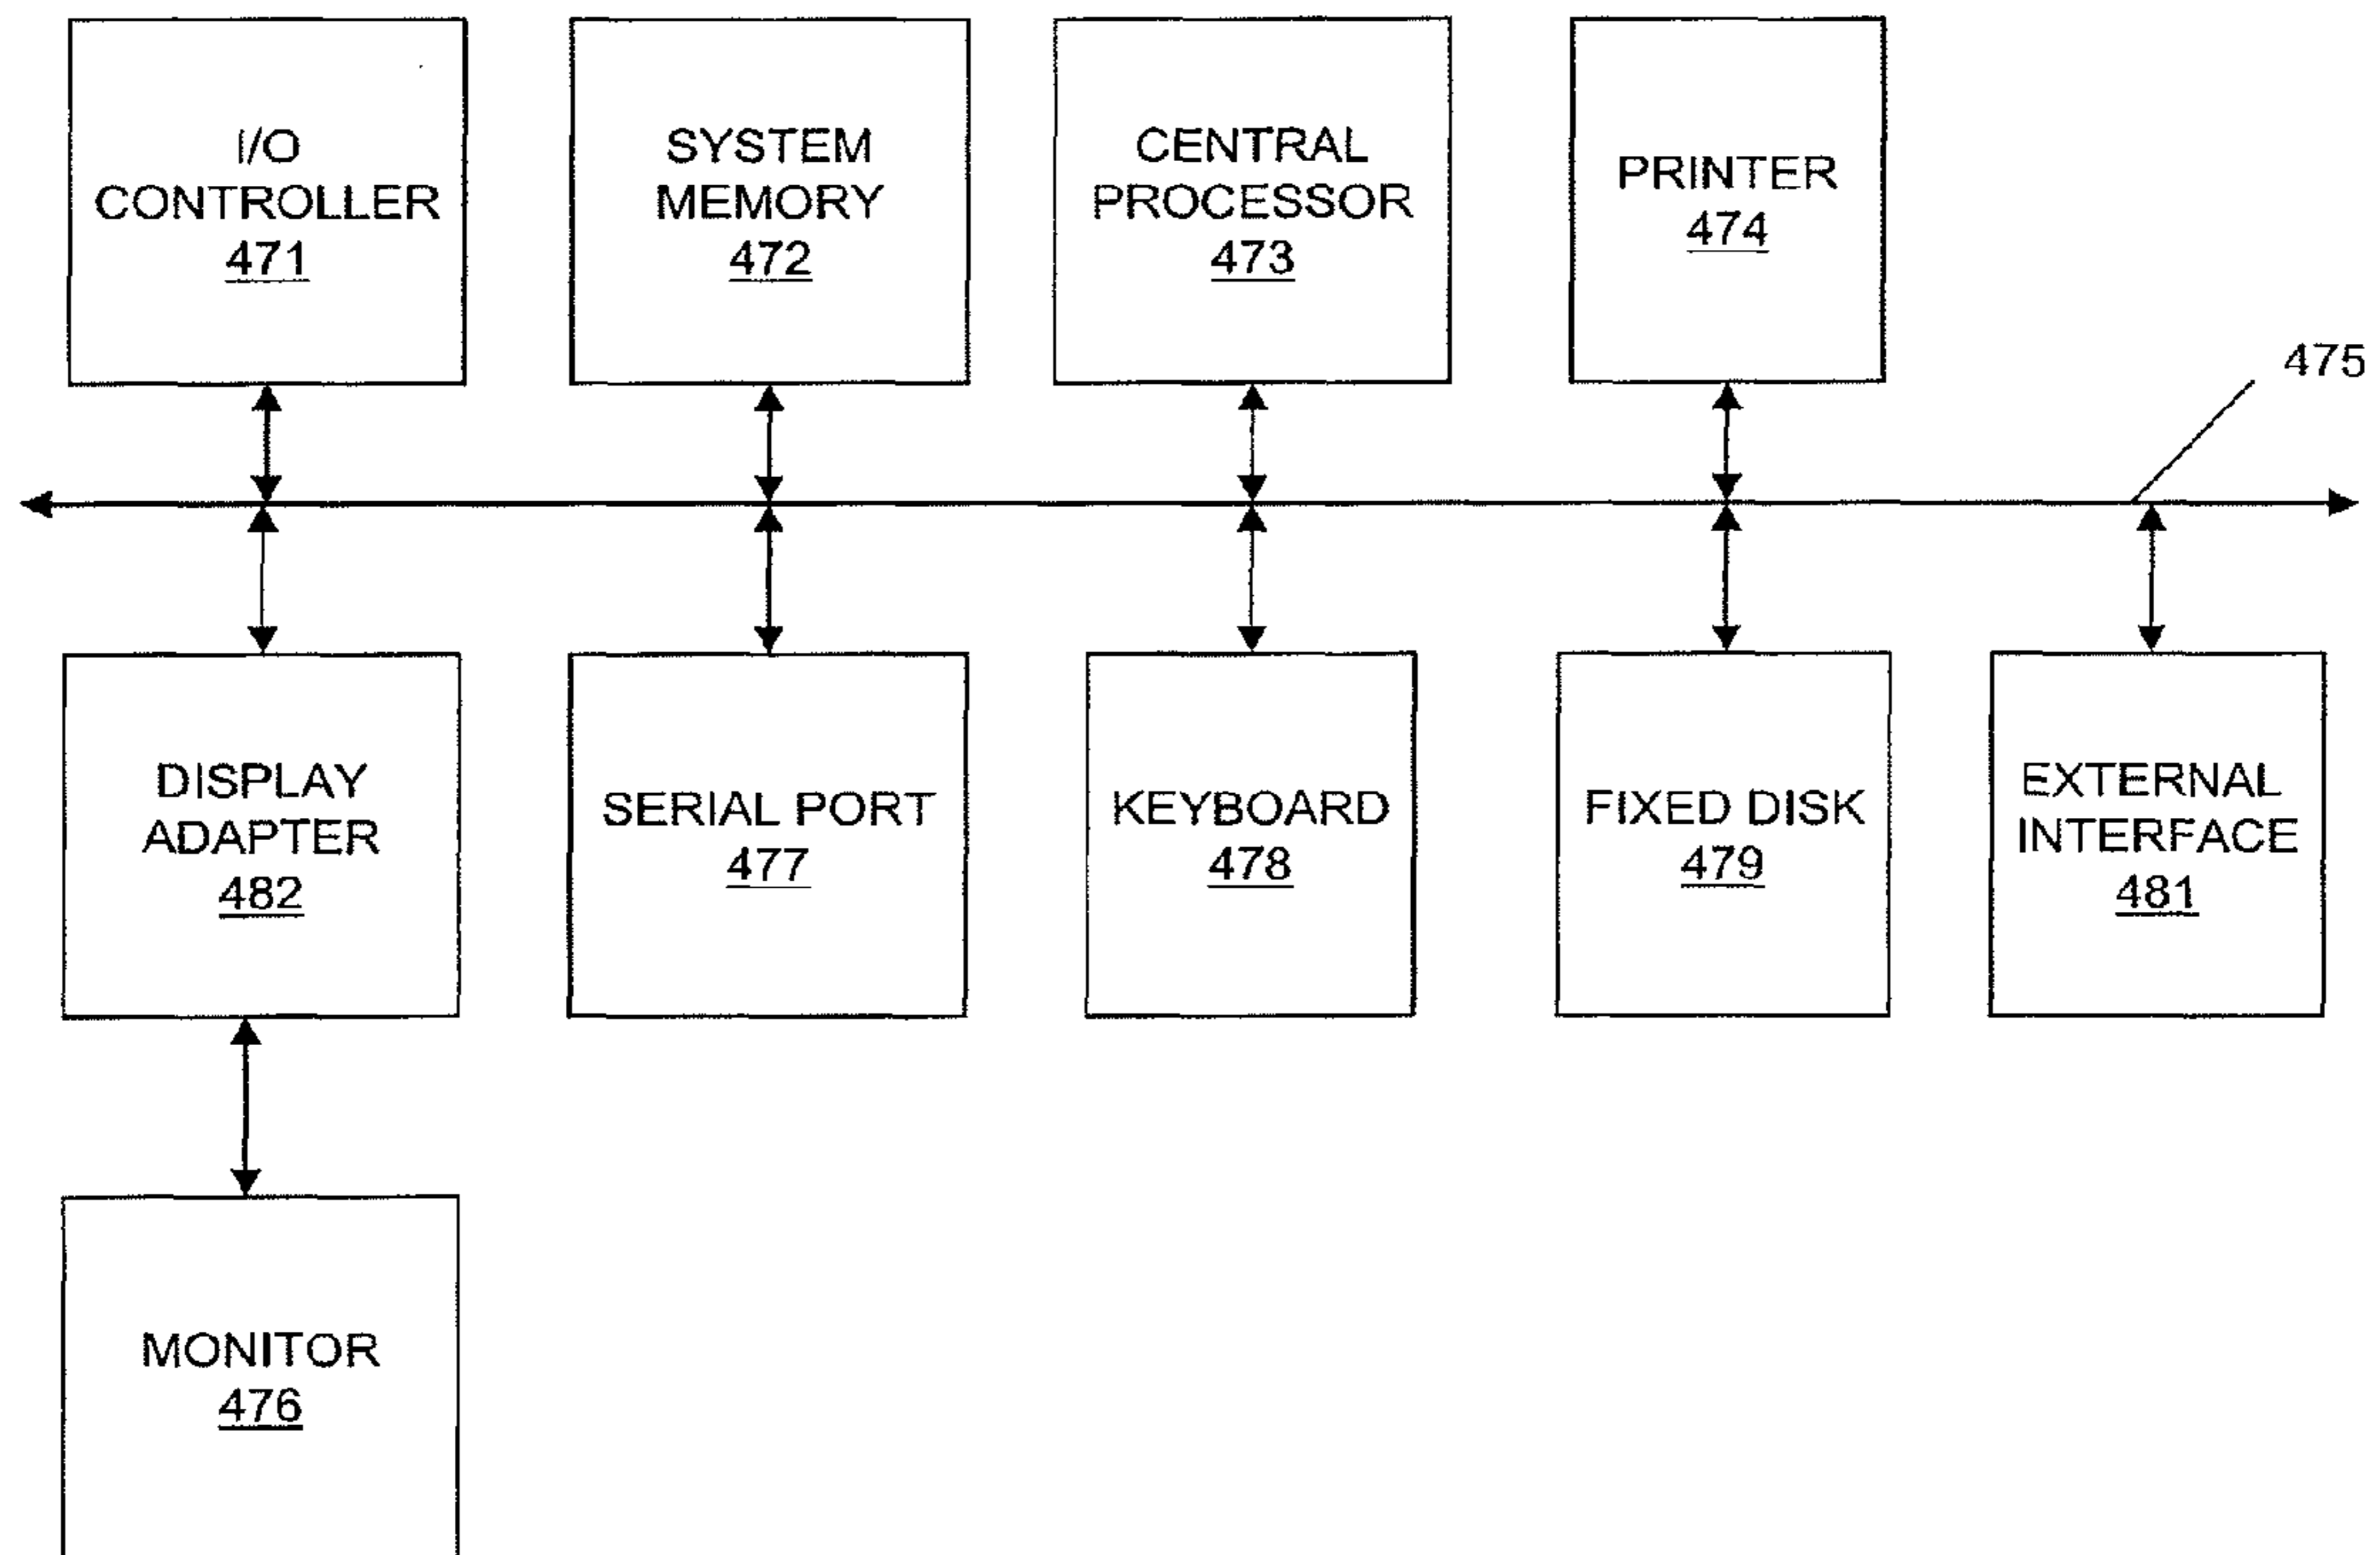 I/O
CONTROLLER
471
SYSTEM
MEMORY
472
CENTRAL
PROCESSOR
473
PRINTER
474
475
DISPLAY
ADAPTER
482
SERIAL PORT
477
KEYBOARD
478
FIXED DISK
479
EXTERNAL
INTERFACE
481
MONITOR
476